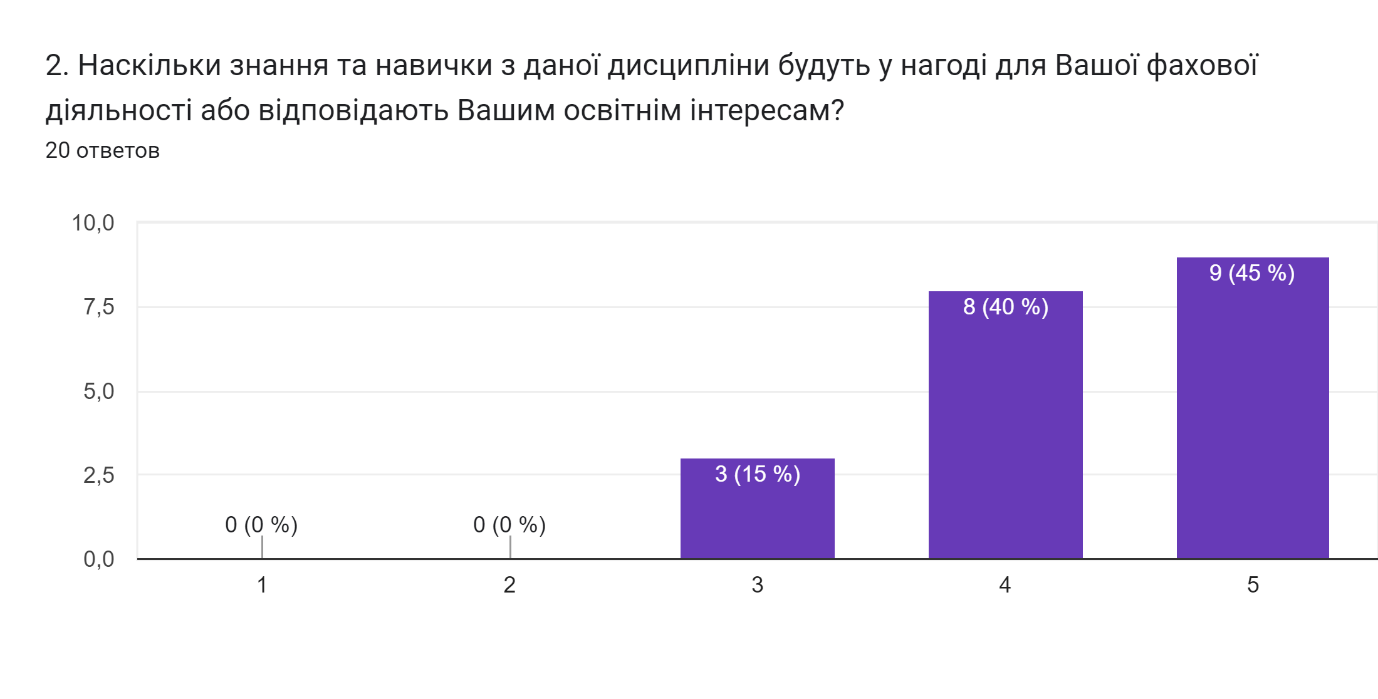 2. Наскільки знання та навички з даної дисципліни будуть у нагоді для Вашої фахової
діяльності або відповідають Вашим освітнім інтересам?
20 ответов
10,0
7,5
5,0
2,5
0,0
0 (0 %)
0 (0 %)
3 (15 %)
8 (40 %)
9 (45 %)
1
2
3
4
5